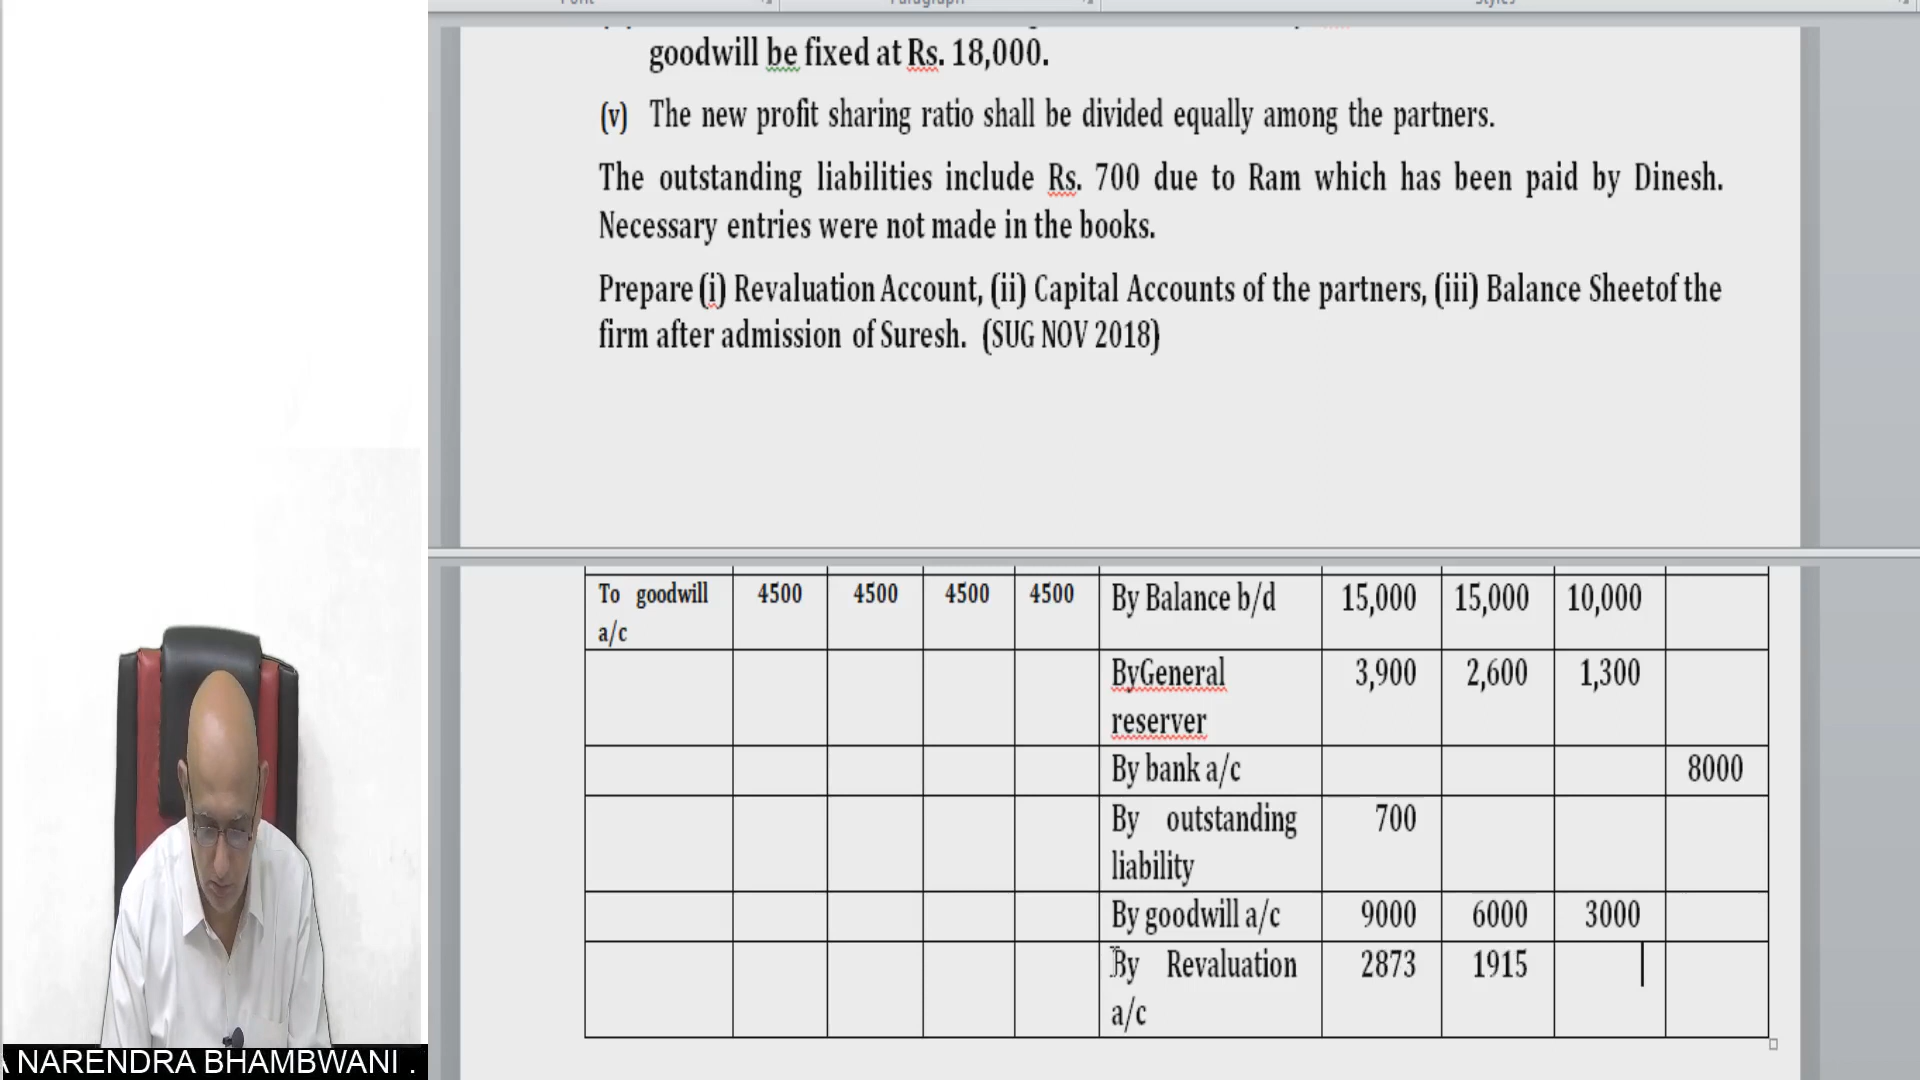 goodwill be fixed at Rs. 18,000.
(v) The new profit sharing ratio shall be divided equally among the partners.
The outstanding liabilities include Rs. 700 due to Ram which has been paid by Dinesh.
Necessary entries were not made in the books.
Prepare (i) Revaluation Account, (ii) Capital Accounts of the partners, (iii) Balance Sheetof the
firm after admission of Suresh. (SUG NOV 2018)
To goodwill a/c 4500 4500 4500 4500 By Balance b/d 15,000 15,000 10,000
ByGeneral reserver 3,900 2,600 1,300
By bank a/c 8000
By outstanding liability 700
By goodwill a/c 9000 6000 3000
By Revaluation a/c 2873 1915
NARENDRA BHAMBWANI .